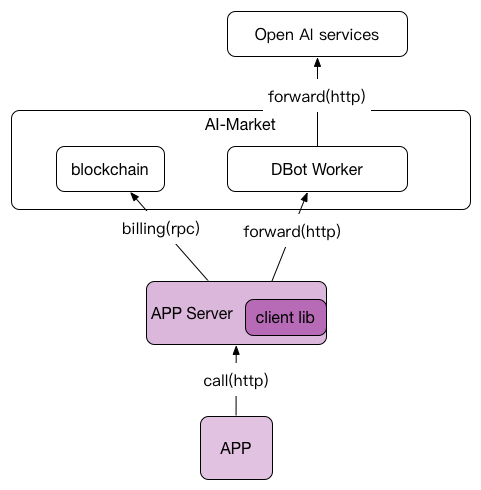 Open AI services
forward(http)
AI-Market
blockchain
DBot Worker
billing(rpc)
forward(http)
APP Server
client lib
call(http)
APP